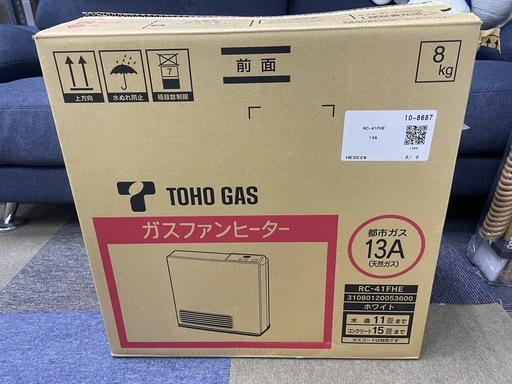 前面
8
kg
7
上方向
水ぬれ防止
積段数制限
10-8687
RC-41FHE
13A
HE2E29
2/ 2
TOHO GAS
ガスファンヒーター
都市ガス
13A
(天然ガス)
RC-41FHE
31080120053600
ホワイト
木造 11畳まで
コンクリート 15畳まで
ガスコードは別売です